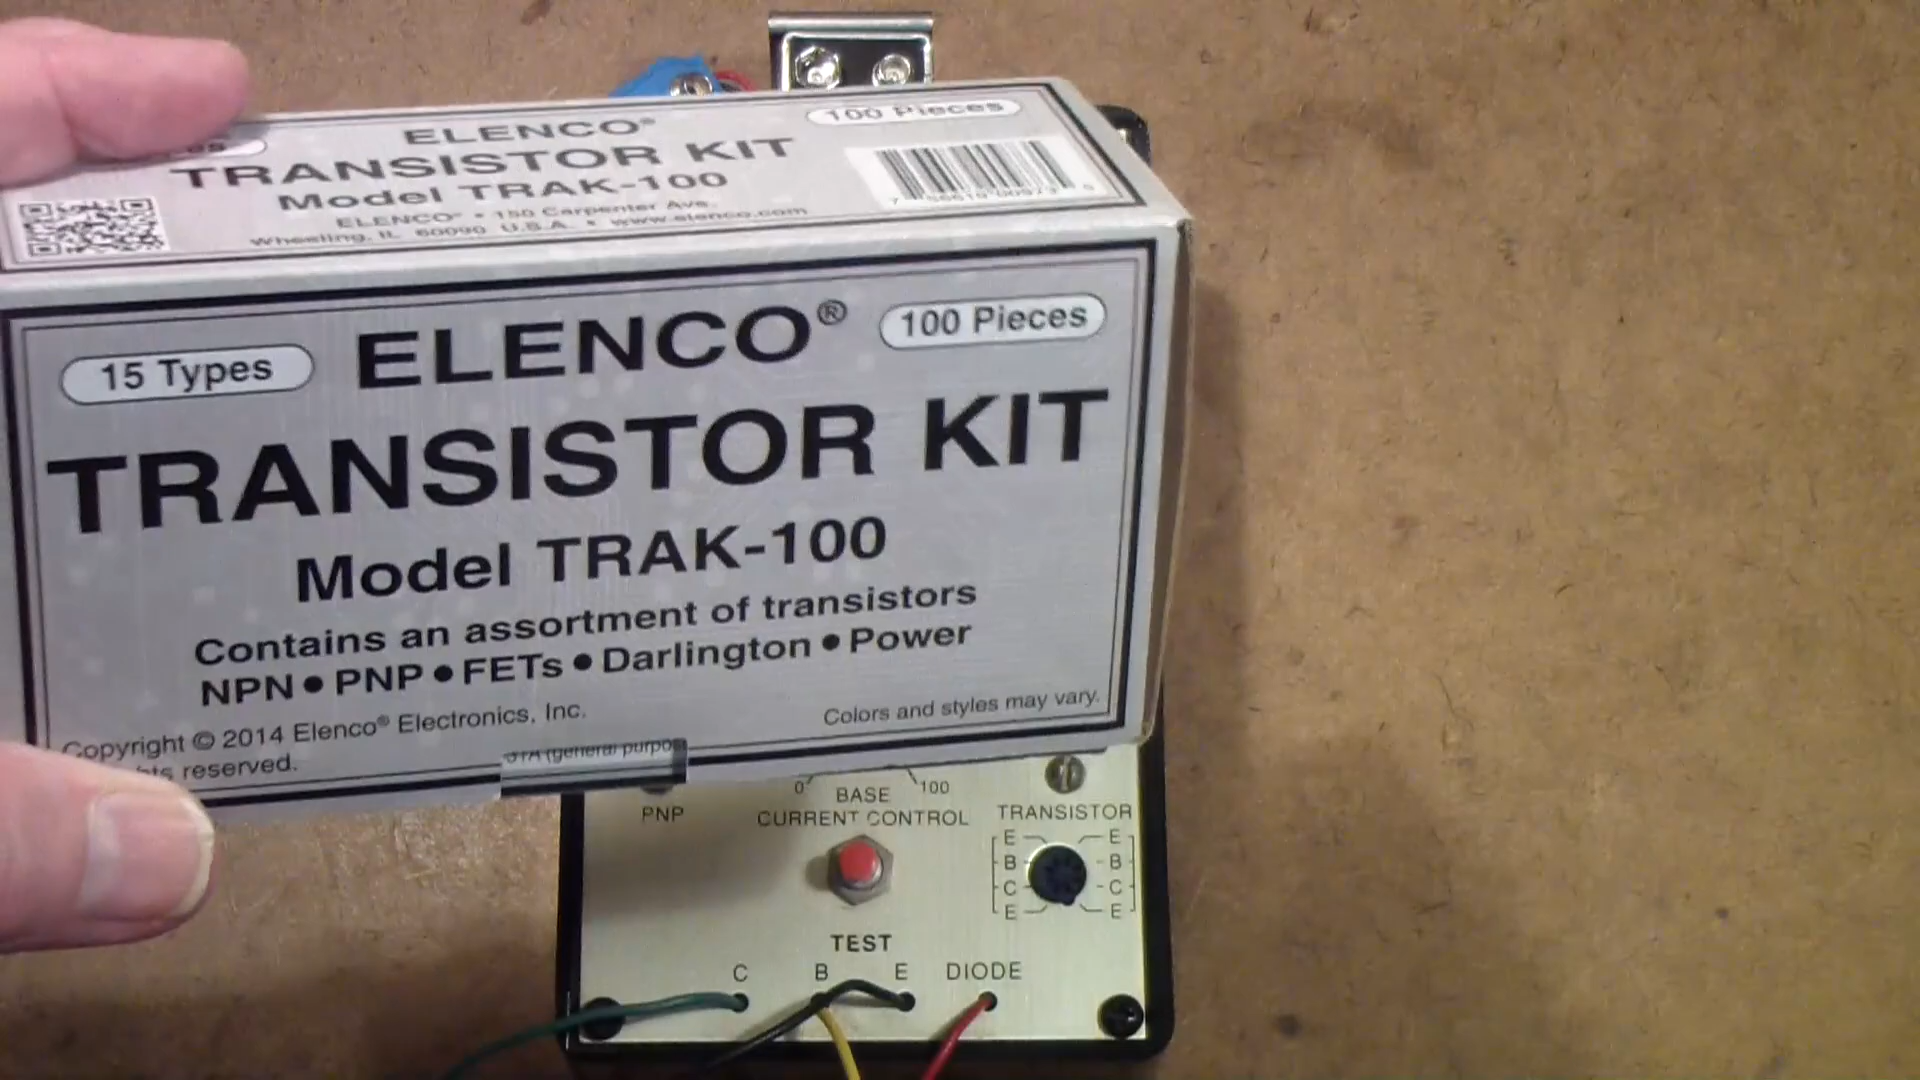 ELENCO®
100 Pieces
TRANSISTOR KIT
Model TRAK-100
ELENCO® • 150 Carpenter Ave.
Wheeling, IL 60090 U.S.A. • www.elenco.com
15 Types
ELENCO®
100 Pieces
TRANSISTOR KIT
Model TRAK-100
Contains an assortment of transistors
NPN • PNP • FETs • Darlington • Power
Copyright © 2014 Elenco® Electronics, Inc.
reserved.
Colors and styles may vary.
(general
0 100
PNP
BASE
CURRENT CONTROL
TRANSISTOR
E E
B B
C C
E E
TEST
C B E DIODE